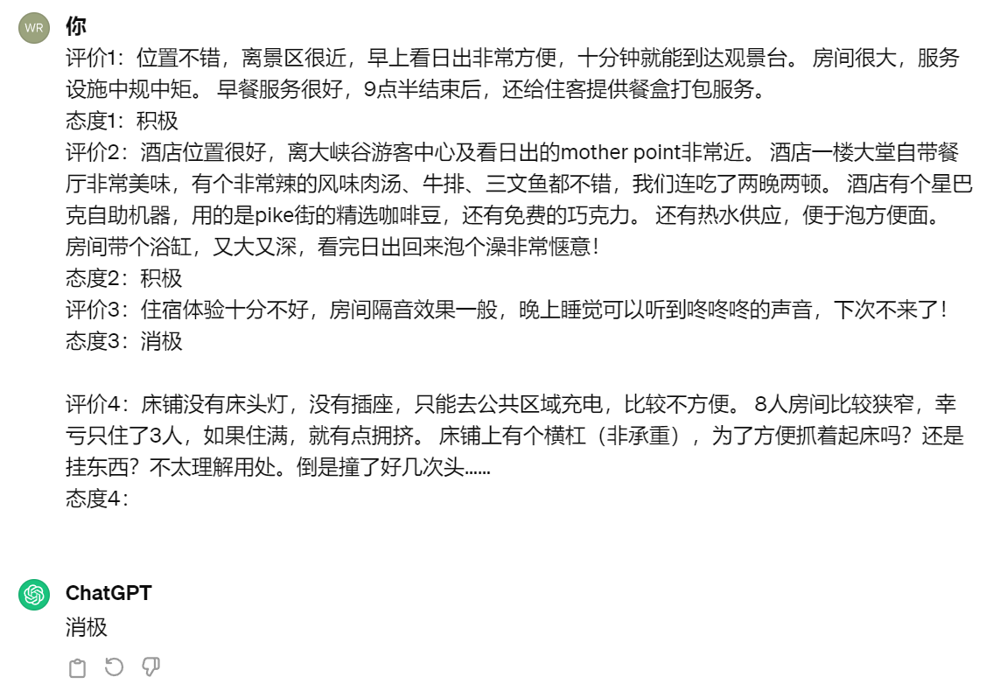 WR
你
评价1：位置不错，离景区很近，早上看日出非常方便，十分钟就能到达观景台。 房间很大，服务
设施中规中矩。 早餐服务很好，9点半结束后，还给住客提供餐盒打包服务。
态度1：积极
评价2：酒店位置很好，离大峡谷游客中心及看日出的mother point非常近。 酒店一楼大堂自带餐
厅非常美味，有个非常辣的风味肉汤、牛排、三文鱼都不错，我们连吃了两晚两顿。 酒店有个星巴
克自助机器，用的是pike街的精选咖啡豆，还有免费的巧克力。 还有热水供应，便于泡方便面。
房间带个浴缸，又大又深，看完日出回来泡个澡非常惬意！
态度2：积极
评价3：住宿体验十分不好，房间隔音效果一般，晚上睡觉可以听到咚咚咚的声音，下次不来了！
态度3：消极
评价4：床铺没有床头灯，没有插座，只能去公共区域充电，比较不方便。 8人房间比较狭窄，幸
亏只住了3人，如果住满，就有点拥挤。 床铺上有个横杠（非承重），为了方便抓着起床吗？还是
挂东西？不太理解用处。倒是撞了好几次头......
态度4：
ChatGPT
消极